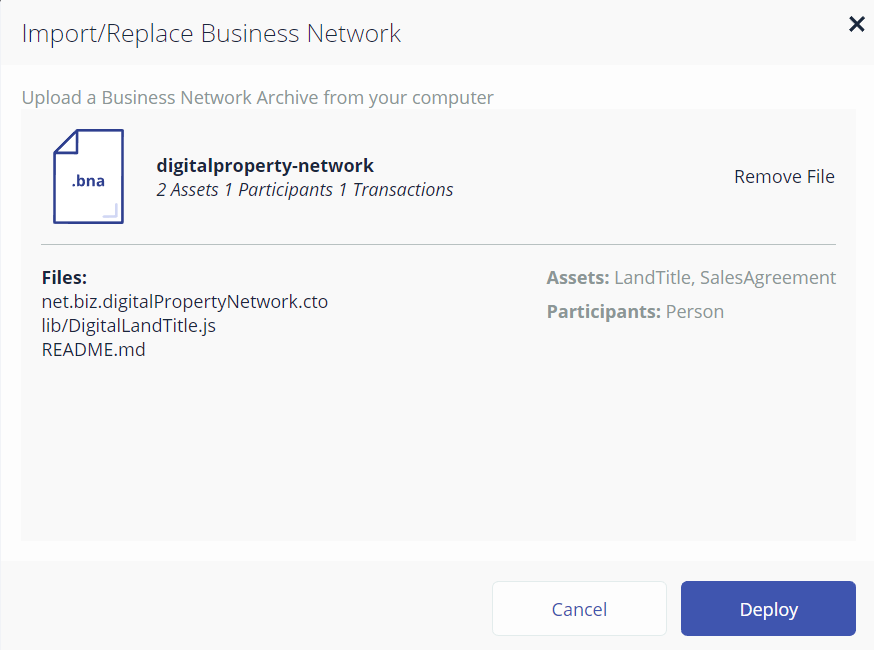 Import/Replace Business Network
Upload a Business Network Archive from your computer
.bna
digitalproperty-network
2 Assets 1 Participants 1 Transactions
Remove File
Files:
net.biz.digitalPropertyNetwork.cto
lib/DigitalLandTitle.js
README.md
Assets: LandTitle, SalesAgreement
Participants: Person
Cancel
Deploy